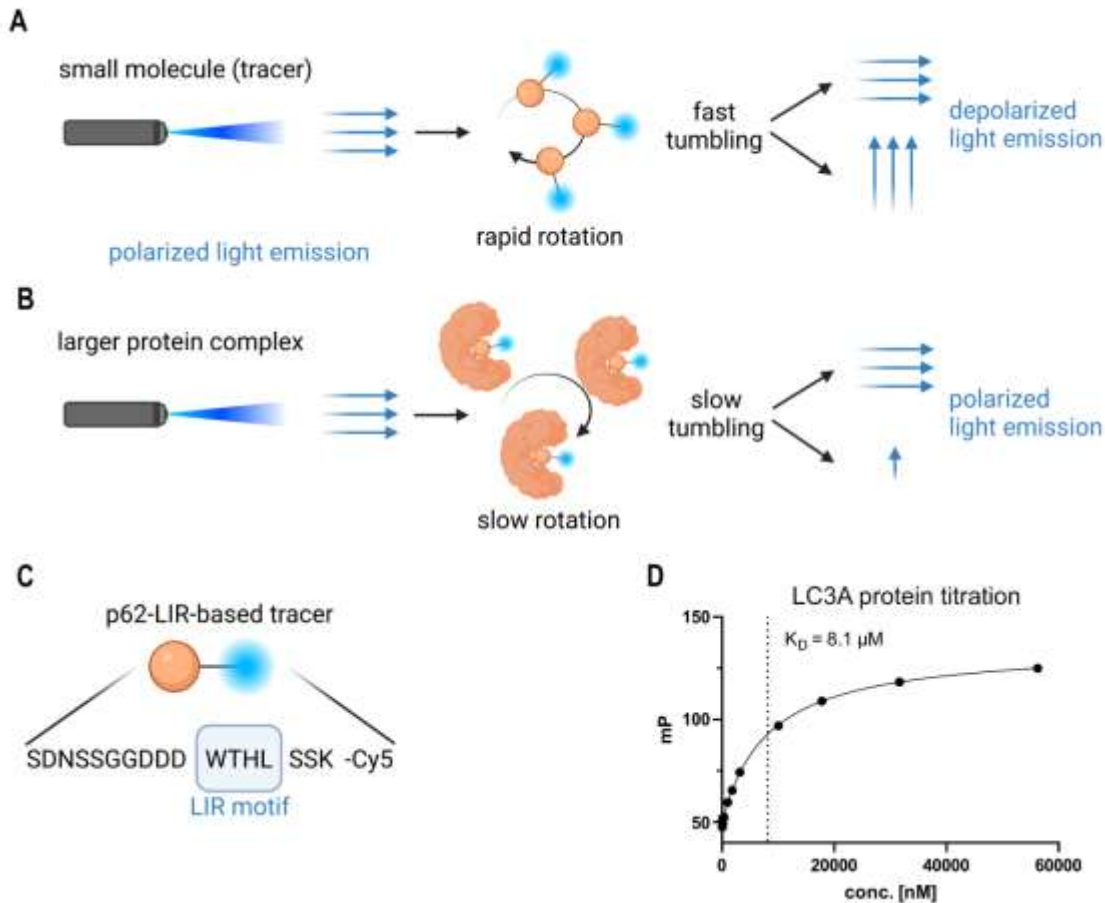 A
small molecule (tracer)
polarized light emission
rapid rotation
fast
tumbling
depolarized
light emission
B
larger protein complex
slow rotation
slow
tumbling
polarized
light emission
C
p62-LIR-based tracer
SDNSSGGDDD WTHL SSK -Cy5
LIR motif
D
LC3A protein titration
K_D = 8.1 µM
mP
150
100
50
0 20000 40000 60000
conc. [nM]